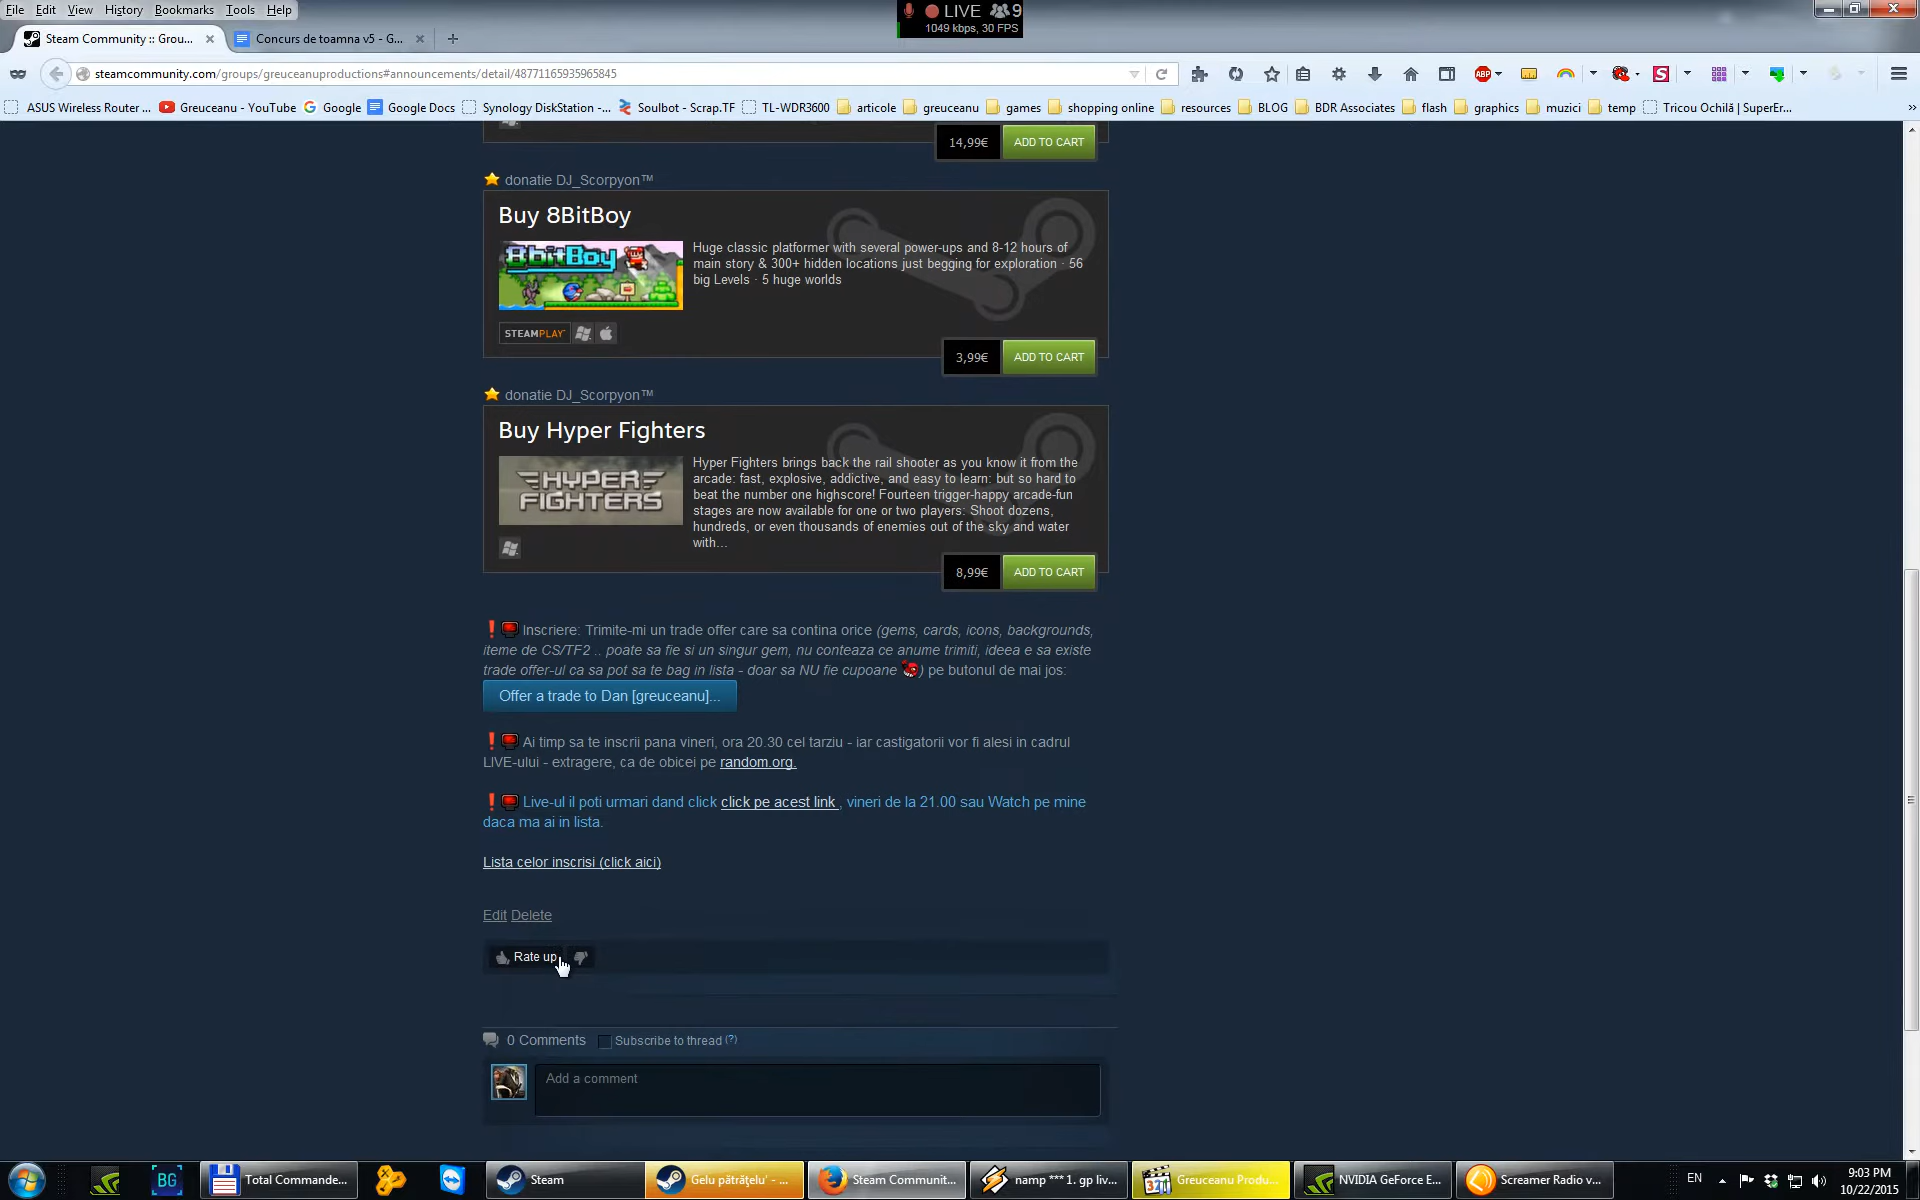 File Edit View History Bookmarks Tools Help
LIVE 9
1049 kbps, 30 FPS
Steam Community :: Grou...
Concurs de toamna v5 - G...
steamcommunity.com/groups/greuceanuproductions#announcements/detail/48771165935965845
ASUS Wireless Router ... Greuceanu - YouTube Google Google Docs Synology DiskStation -... Soulbot - Scrap.TF TL-WDR3600 articole greuceanu games shopping online resources BLOG BDR Associates flash graphics muzici temp Tricou Ochilă | SuperEr...
14,99€ ADD TO CART
donatie DJ_Scorpyon™
Buy 8BitBoy
8bitBoy
Huge classic platformer with several power-ups and 8-12 hours of
main story & 300+ hidden locations just begging for exploration · 56
big Levels · 5 huge worlds
STEAMPLAY
3,99€ ADD TO CART
donatie DJ_Scorpyon™
Buy Hyper Fighters
HYPER
FIGHTERS
Hyper Fighters brings back the rail shooter as you know it from the
arcade: fast, explosive, addictive, and easy to learn: but so hard to
beat the number one highscore! Fourteen trigger-happy arcade-fun
stages are now available for one or two players: Shoot dozens,
hundreds, or even thousands of enemies out of the sky and water
with...
8,99€ ADD TO CART
Inscriere: Trimite-mi un trade offer care sa contina orice (gems, cards, icons, backgrounds,
iteme de CS/TF2 .. poate sa fie si un singur gem, nu conteaza ce anume trimiti, ideea e sa existe
trade offer-ul ca sa pot sa te bag in lista - doar sa NU fie cupoane ) pe butonul de mai jos:
Offer a trade to Dan [greuceanu]...
Ai timp sa te inscrii pana vineri, ora 20.30 cel tarziu - iar castigatorii vor fi alesi in cadrul
LIVE-ului - extragere, ca de obicei pe random.org.
Live-ul il poti urmari dand click click pe acest link , vineri de la 21.00 sau Watch pe mine
daca ma ai in lista.
Lista celor inscrisi (click aici)
Edit Delete
Rate up
0 Comments Subscribe to thread (?)
Add a comment
BG Total Commande... Steam Gelu pătrăţelu' - ... Steam Communit... namp *** 1. gp liv... 321 Greuceanu Produ... NVIDIA GeForce E... Screamer Radio v... EN
9:03 PM
10/22/2015